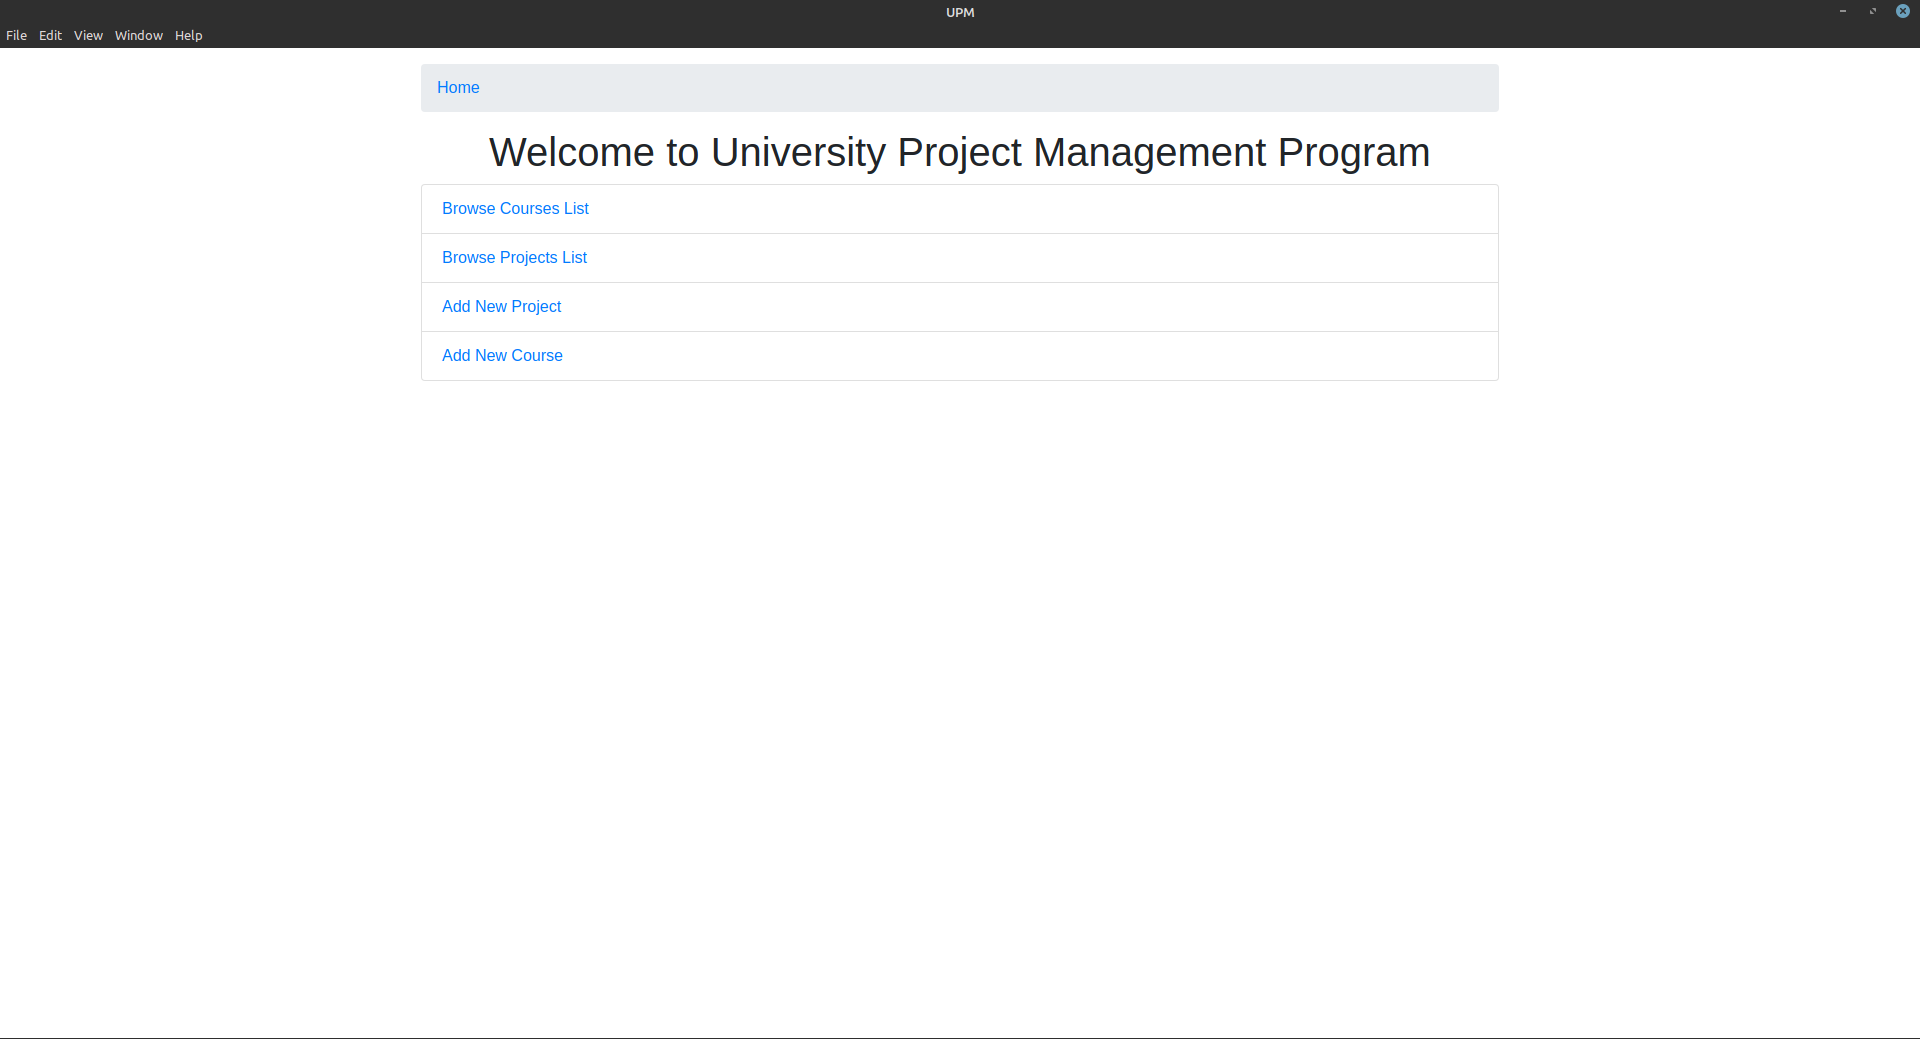 UPM
File Edit View Window Help
Home
Welcome to University Project Management Program
Browse Courses List
Browse Projects List
Add New Project
Add New Course